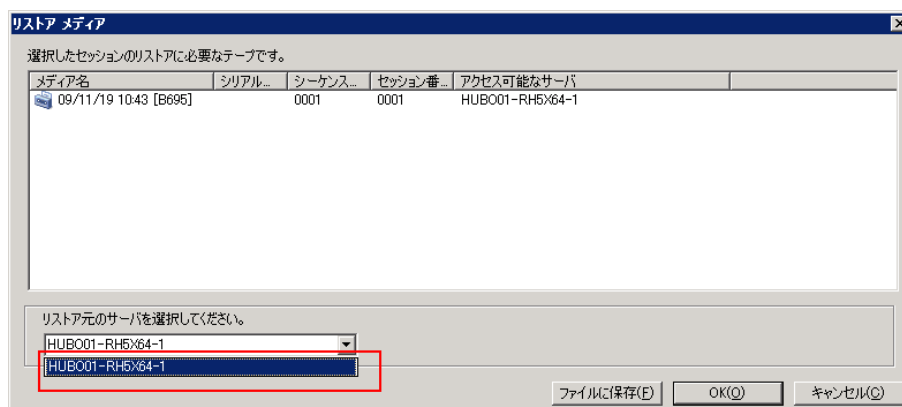 リストア メディア
選択したセッションのリストアに必要なテープです。
メディア名 シリアル... シーケンス... セッション番... アクセス可能なサーバ
09/11/19 10:43 [B695] 0001 0001 HUBO01-RH5X64-1
リストア元のサーバを選択してください。
HUBO01-RH5X64-1
HUBO01-RH5X64-1
ファイルに保存(F) OK(O) キャンセル(C)